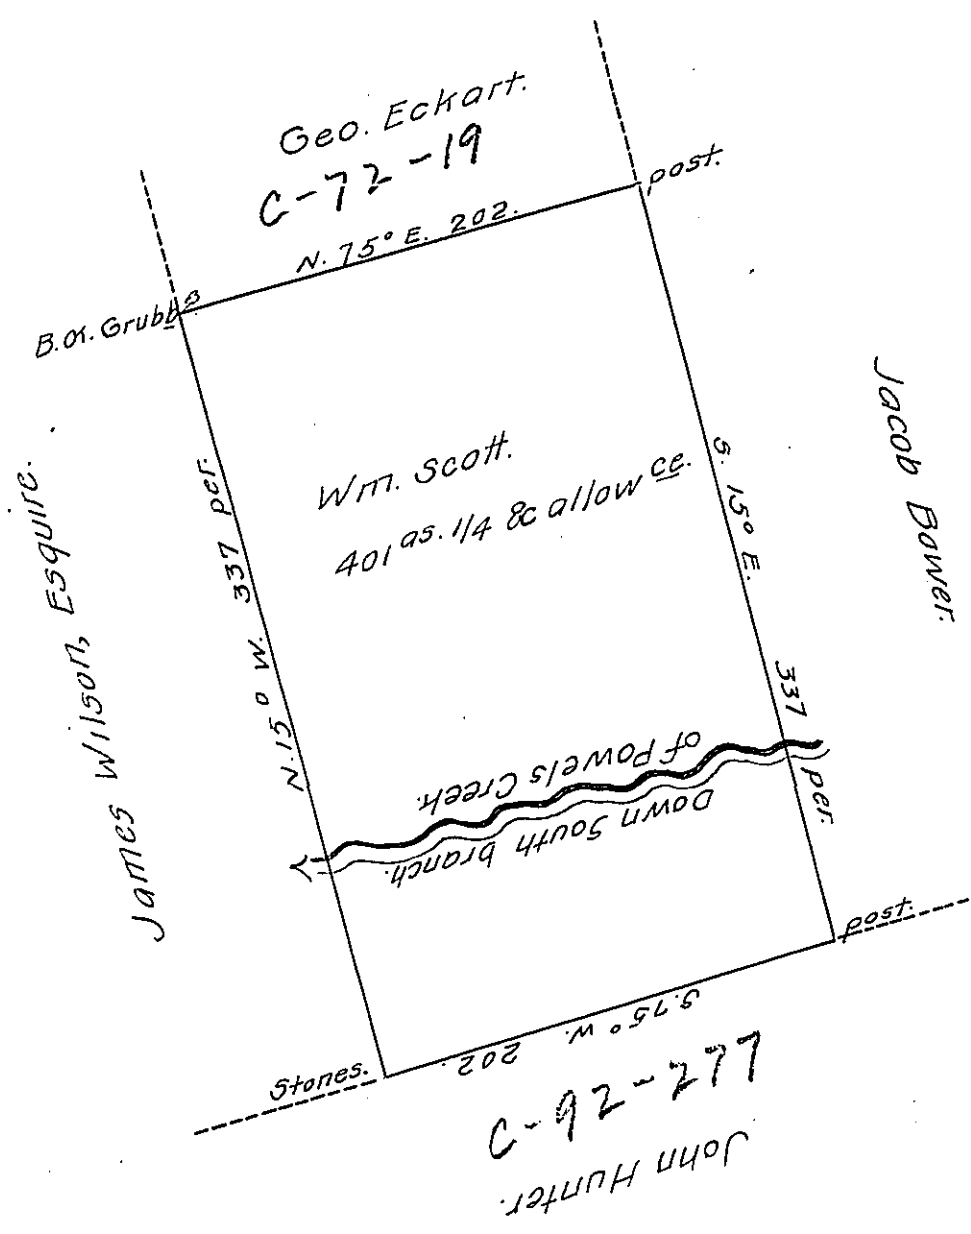 Geo. Eckart.
C-72-19
N. 75° E. 202.
post.
B.O. Grubbs
Wm. Scott.
401 as. 1/4 &c allow ce.
James Wilson, Esquire.
N. 15° W. 337 per.
S. 15° E. 337 per.
Jacob Bower.
Down South branch.
of Powels Creek.
post.
Stones.
S. 75° W. 202.
C-92-277
John Hunter.